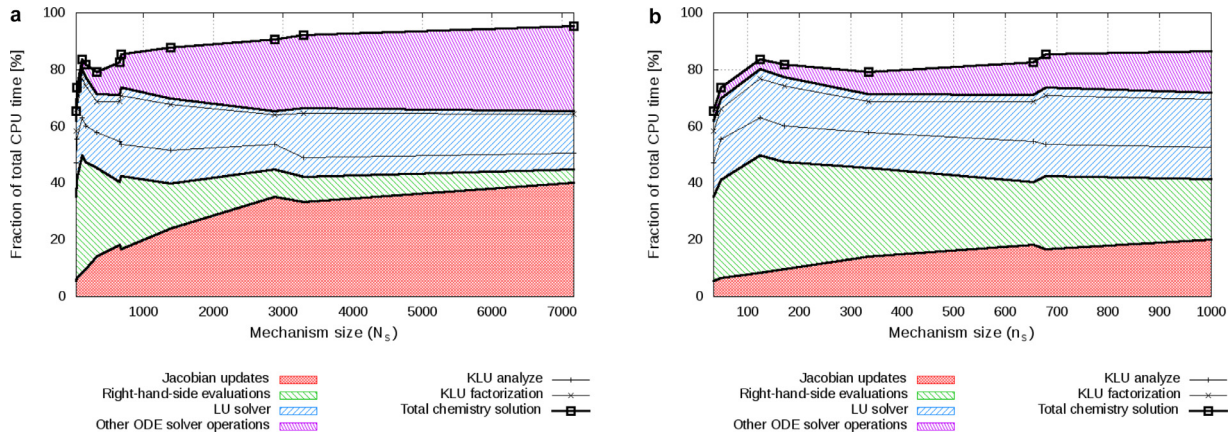 a
100
80
60
40
20
0
Fraction of total CPU time [%]
1000 2000 3000 4000 5000 6000 7000
Mechanism size (NS)
Jacobian updates
Right-hand-side evaluations
LU solver
Other ODE solver operations
KLU analyze
KLU factorization
Total chemistry solution
b
100
80
60
40
20
0
Fraction of total CPU time [%]
100 200 300 400 500 600 700 800 900 1000
Mechanism size (nS)
Jacobian updates
Right-hand-side evaluations
LU solver
Other ODE solver operations
KLU analyze
KLU factorization
Total chemistry solution